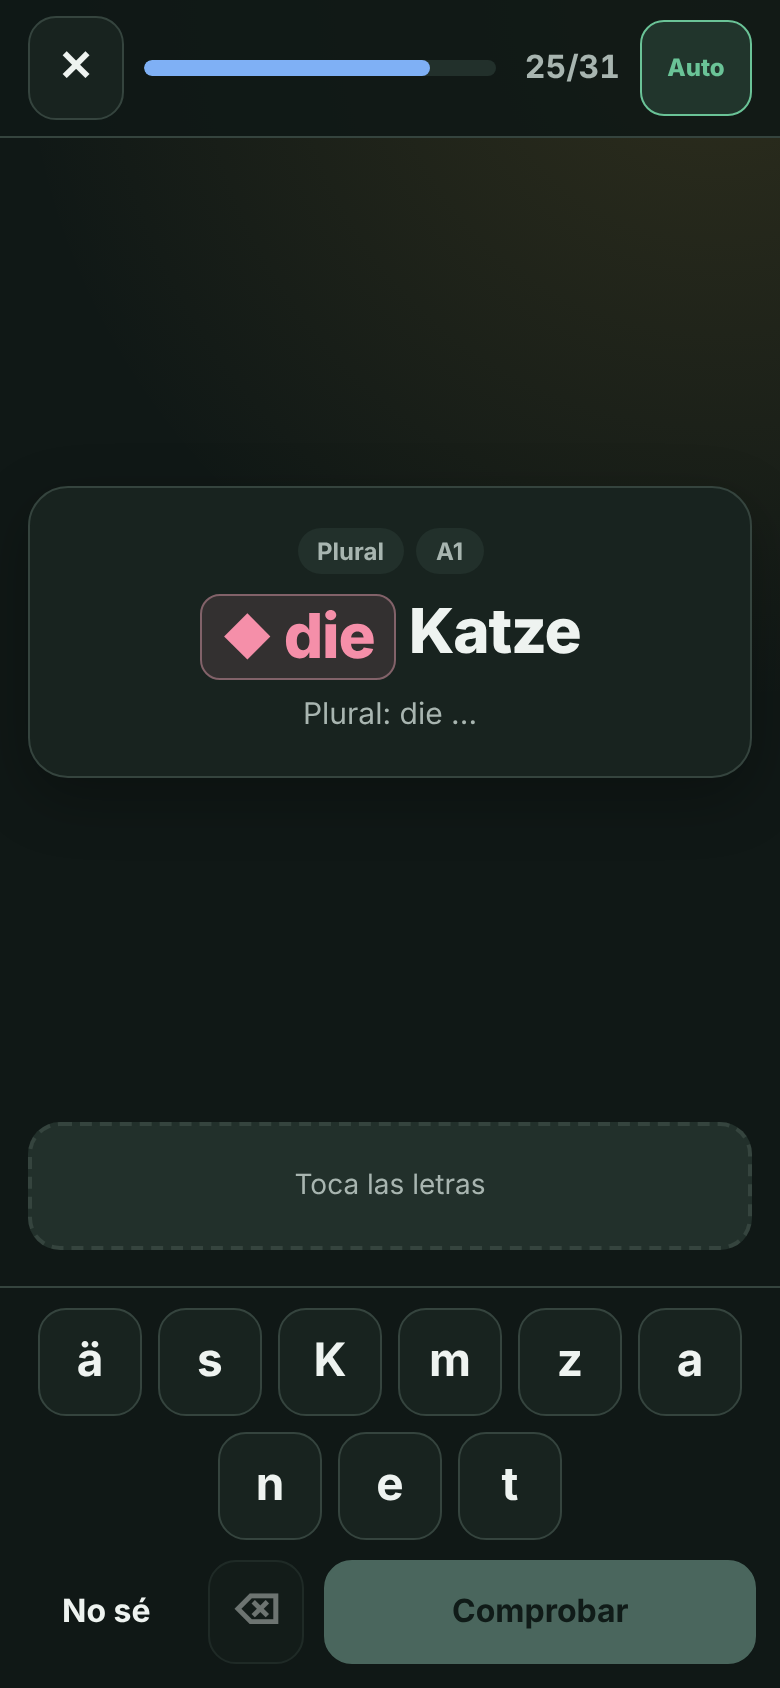 ✕ 25/31 Auto
Plural A1
◆ die Katze
Plural: die ...
Toca las letras
ä s K m z a
n e t
No sé Comprobar